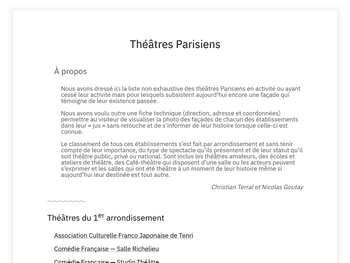 Théâtres Parisiens
À propos
Nous avons dressé ici la liste non exhaustive des théâtres Parisiens en activité ou ayant
cessé leur activité mais pour lesquels subsistent aujourd'hui encore une façade qui
témoigne de leur existence passée.
Nous avons voulu outre une fiche technique (direction, adresse et coordonnées)
permettre au visiteur de visualiser la photo des façades de chacun des établissements
dans leur « jus » sans retouche et de s'informer de leur histoire lorsque celle-ci est
connue.
Le classement de tous ces établissements s'est fait par arrondissement et sans tenir
compte de leur importance, du type de spectacle qu'ils présentent et de leur statut qu'il
soit théâtre public, privé ou national. Sont inclus les théâtres amateurs, des écoles et
ateliers de théâtre, des Café-théâtre qui disposent d'une salle ou les acteurs peuvent
s'exprimer et les salles qui ont été théâtre à un moment de leur histoire même si
aujourd'hui leur destinée est tout autre.
Christian Terral et Nicolas Goutay
Théâtres du 1er arrondissement
Association Culturelle Franco Japonaise de Tenri
Comédie Française — Salle Richelieu
Comédie Française — Studio Théâtre